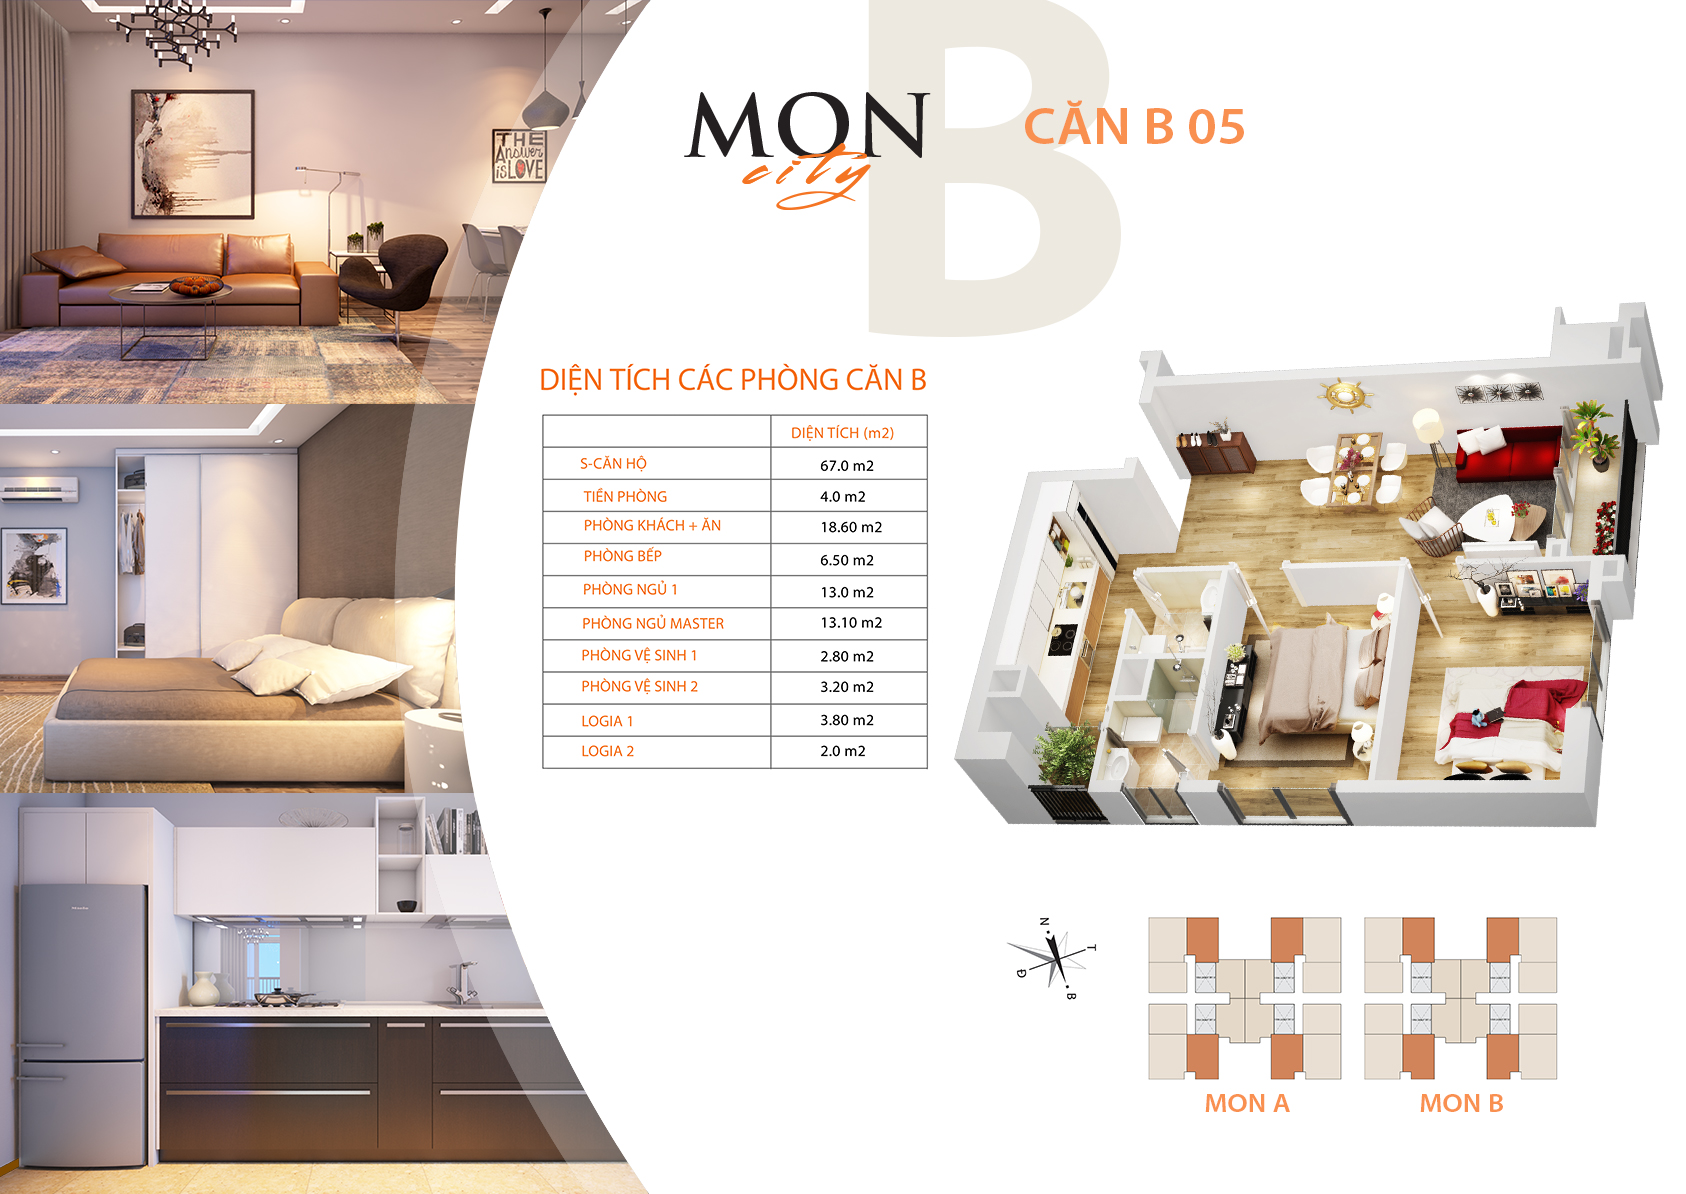 THE
Answer
is LOVE
B
MON
city
CĂN B 05
DIỆN TÍCH CÁC PHÒNG CĂN B
DIỆN TÍCH (m2)
S-CĂN HỘ 67.0 m2
TIỀN PHÒNG 4.0 m2
PHÒNG KHÁCH + ĂN 18.60 m2
PHÒNG BẾP 6.50 m2
PHÒNG NGỦ 1 13.0 m2
PHÒNG NGỦ MASTER 13.10 m2
PHÒNG VỆ SINH 1 2.80 m2
PHÒNG VỆ SINH 2 3.20 m2
LOGIA 1 3.80 m2
LOGIA 2 2.0 m2
N
T
Đ
B
MON A
MON B